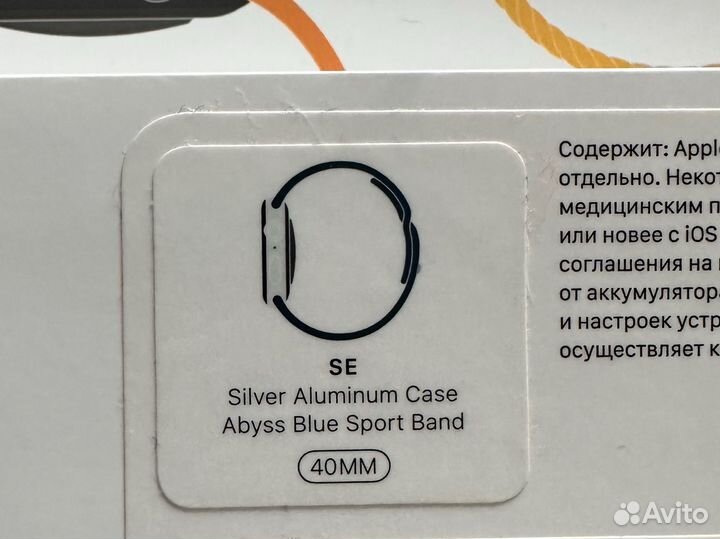 SE
Silver Aluminum Case
Abyss Blue Sport Band
40MM
Содержит: Apple
отдельно. Некот
медицинским п
или новее с iOS
соглашения на
от аккумулятор
и настроек устр
осуществляет к
Avito